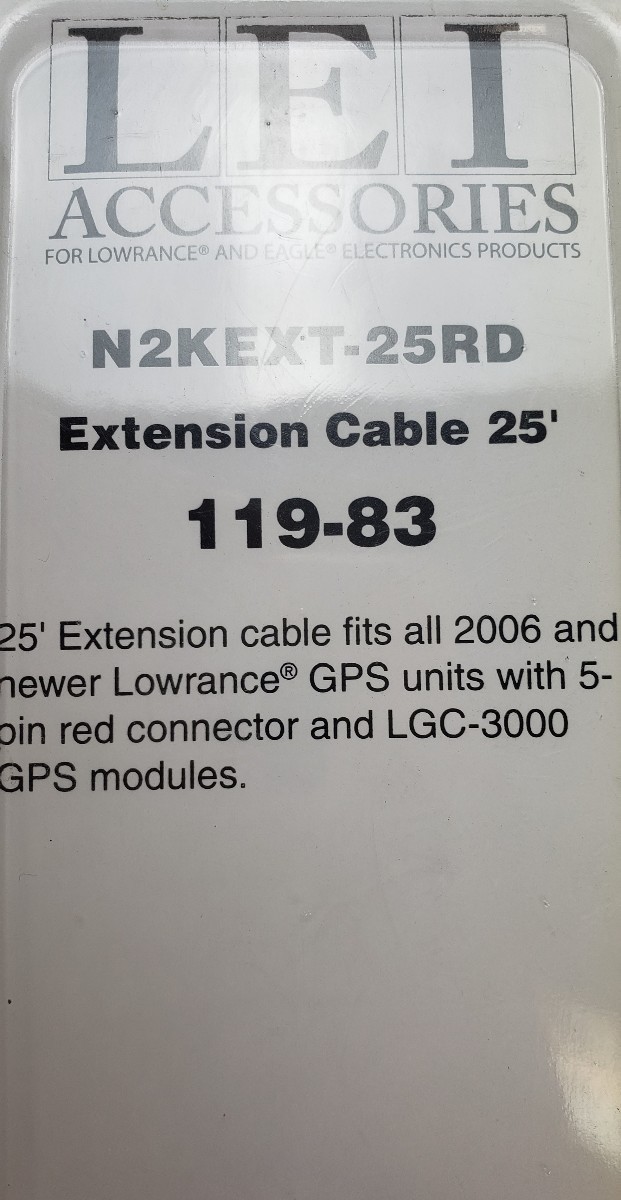 LEI
ACCESSORIES
FOR LOWRANCE® AND EAGLE® ELECTRONICS PRODUCTS
N2KEXT-25RD
Extension Cable 25'
119-83
25' Extension cable fits all 2006 and
newer Lowrance® GPS units with 5-
pin red connector and LGC-3000
GPS modules.